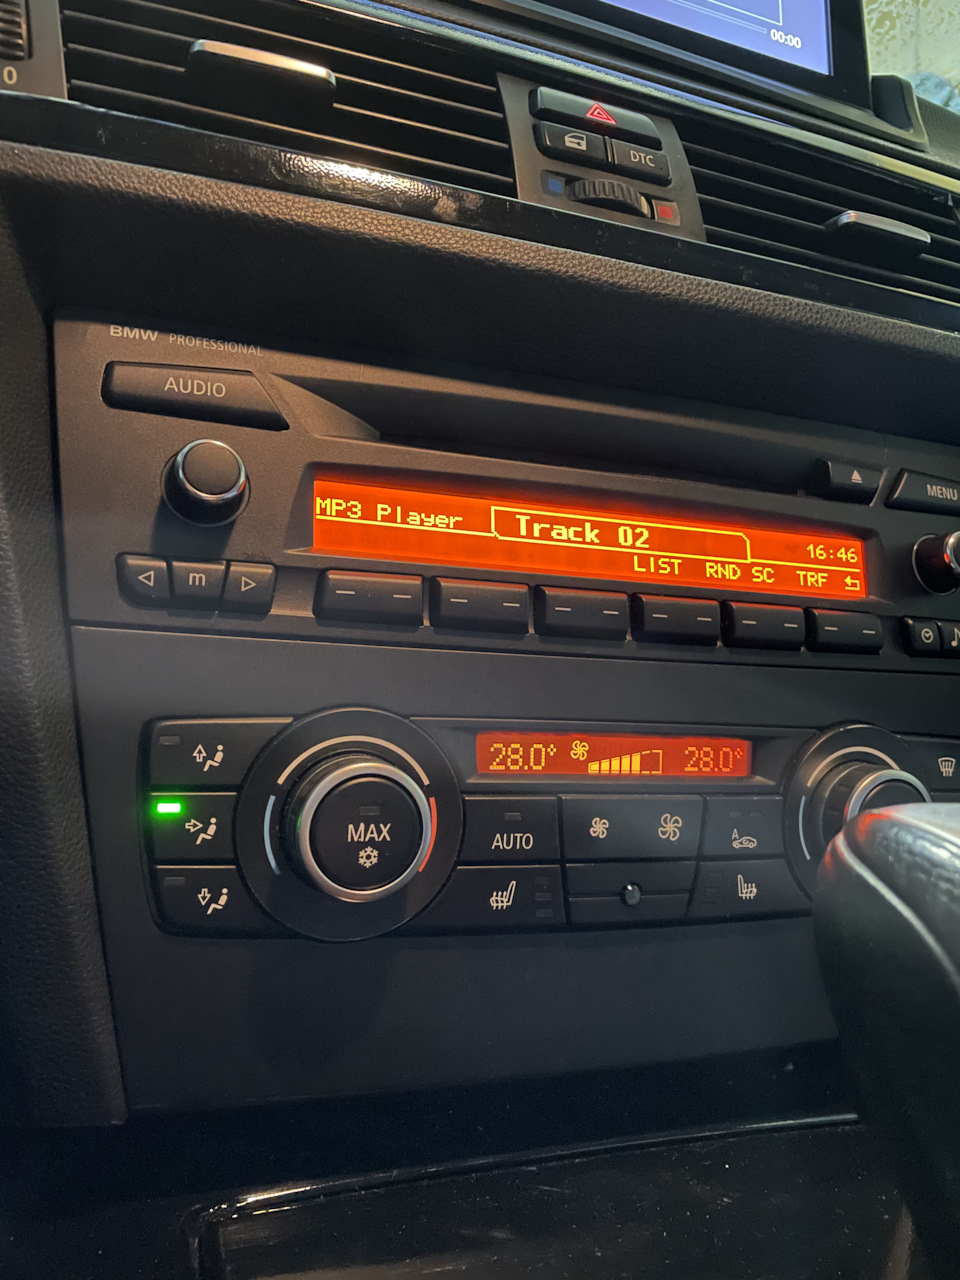 00:00
0
DTC
BMW PROFESSIONAL
AUDIO
MENU
MP3 Player Track 02 16:46
LIST RND SC TRF
m
28.0° 28.0°
MAX
AUTO
A